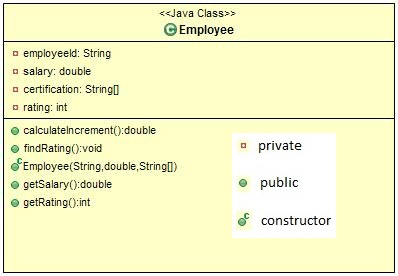 <<Java Class>>
Employee
employeeId: String
salary: double
certification: String[]
rating: int
calculateIncrement():double
findRating():void
Employee(String,double,String[])
getSalary():double
getRating():int
private
public
constructor